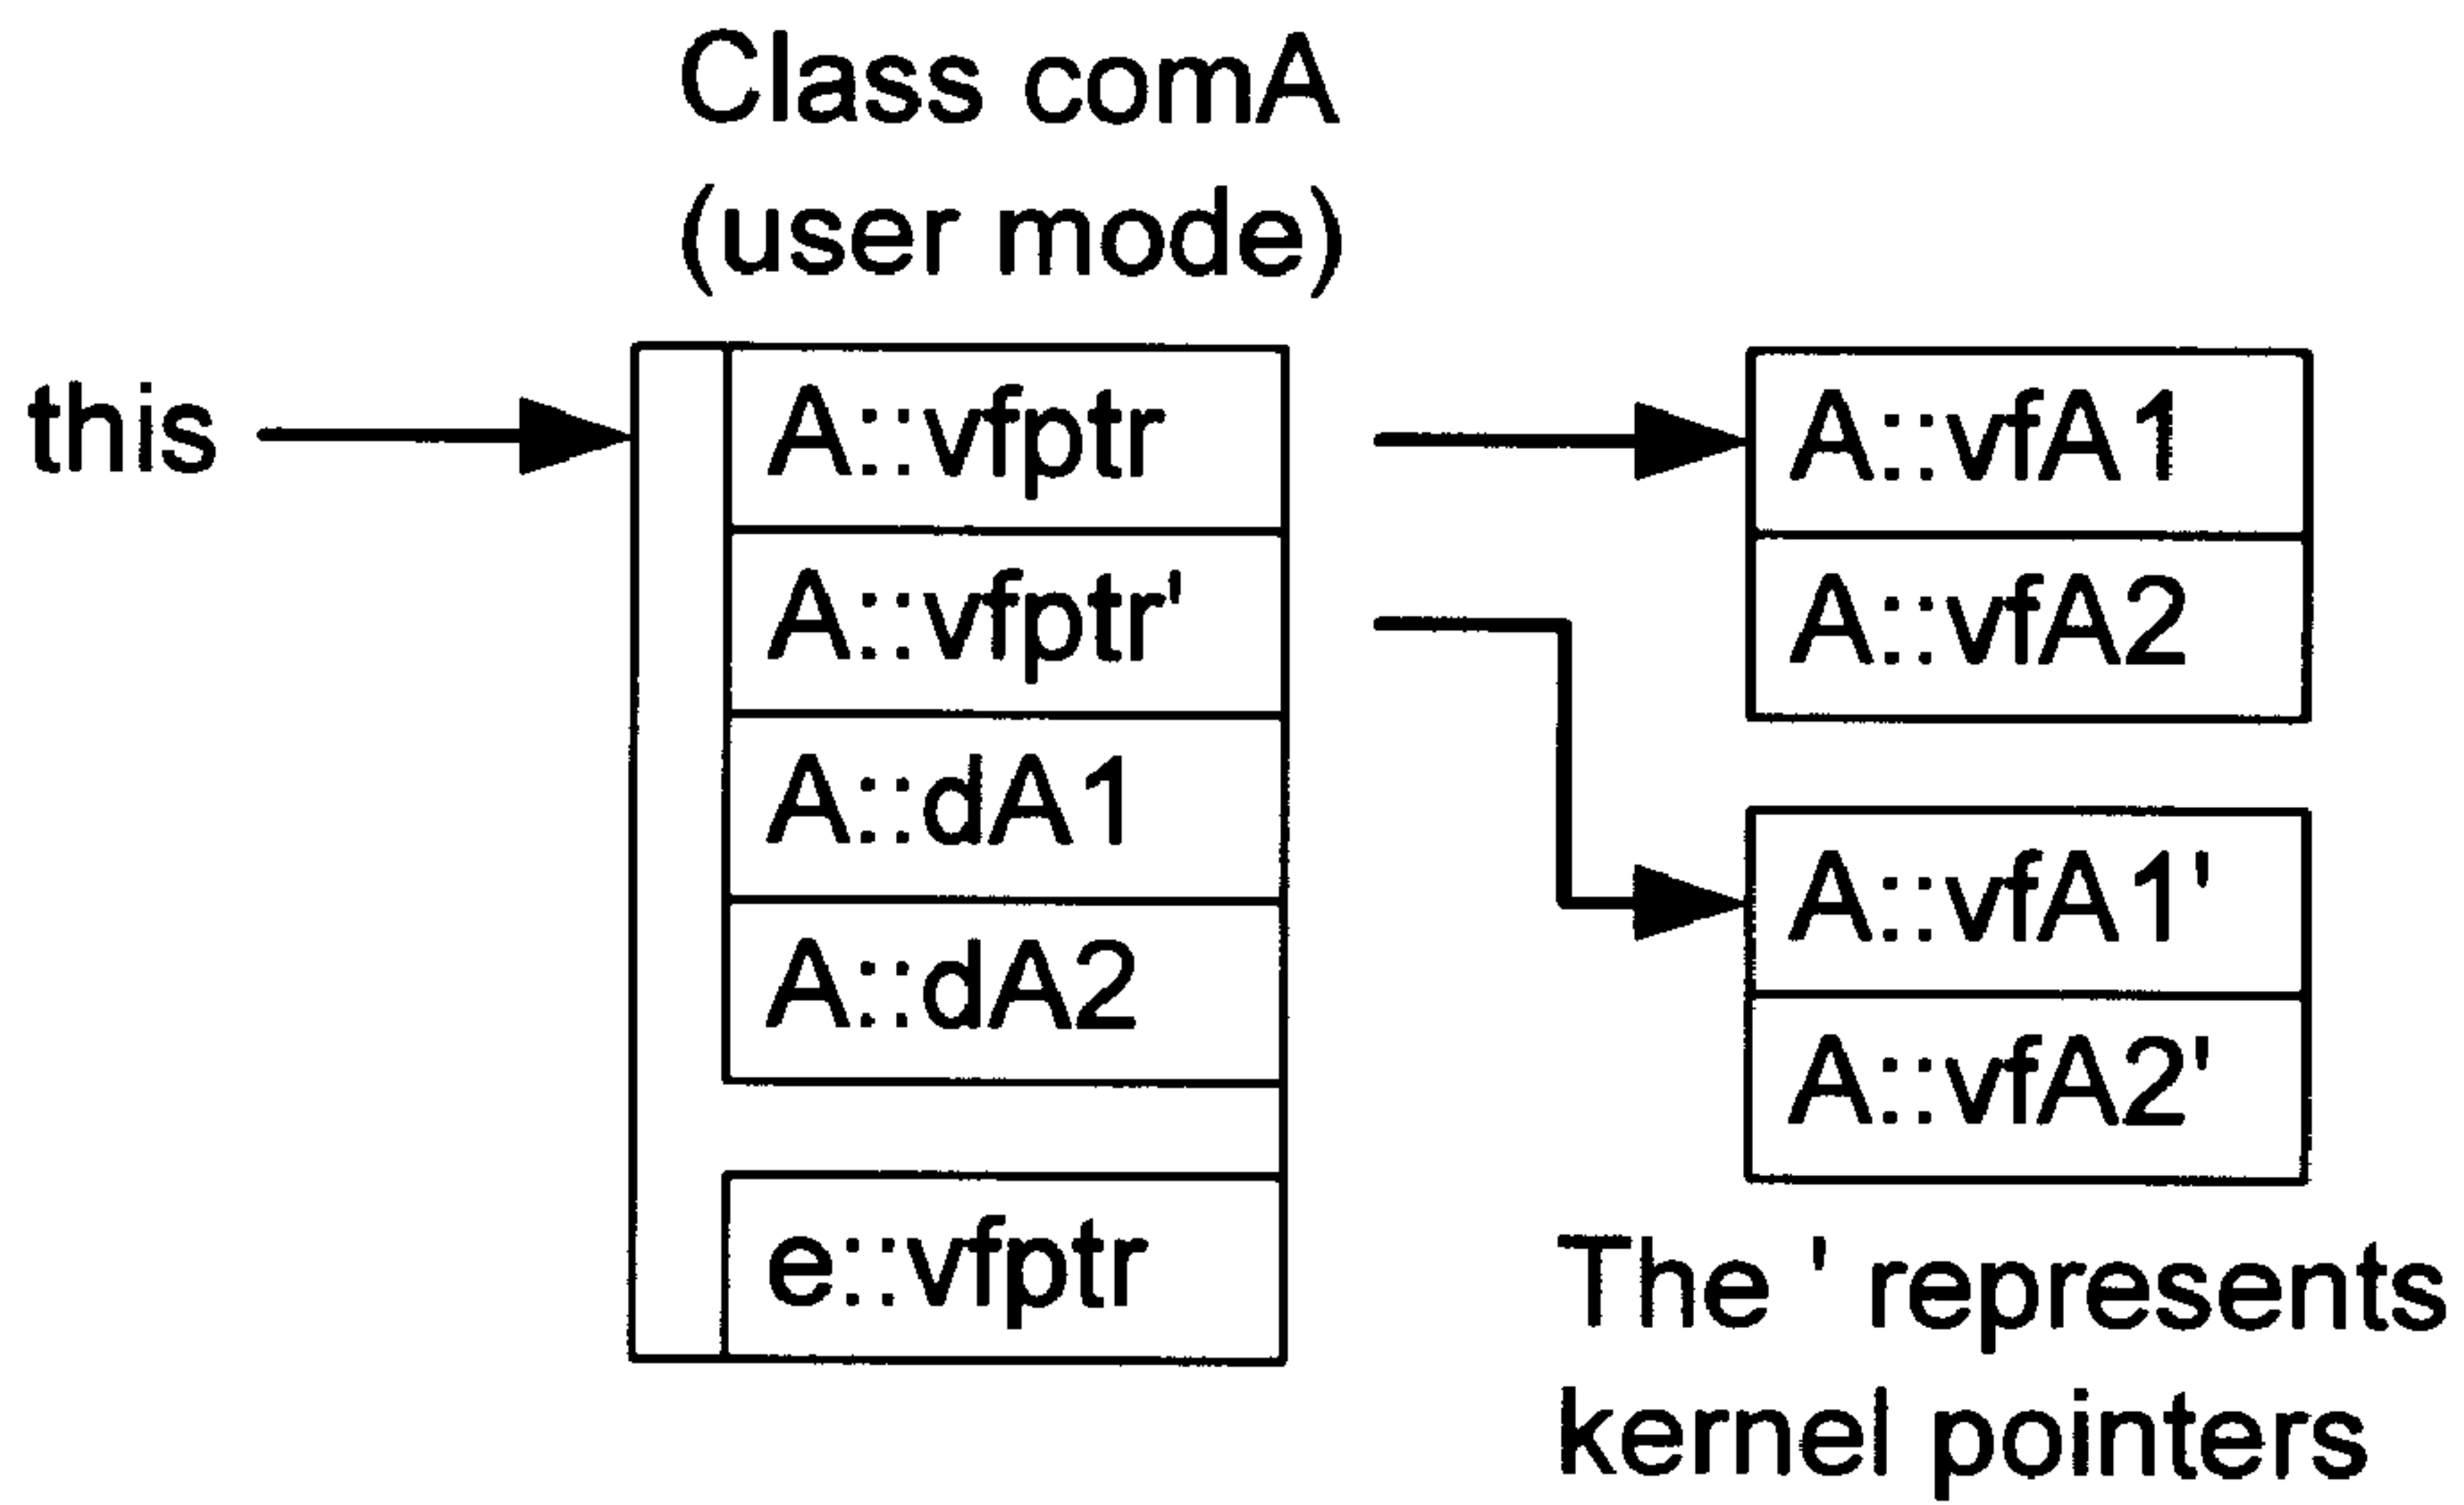 Class comA
(user mode)
this
A::vfptr
A::vfptr'
A::dA1
A::dA2
e::vfptr
A::vfA1
A::vfA2
A::vfA1'
A::vfA2'
The ' represents
kernel pointers